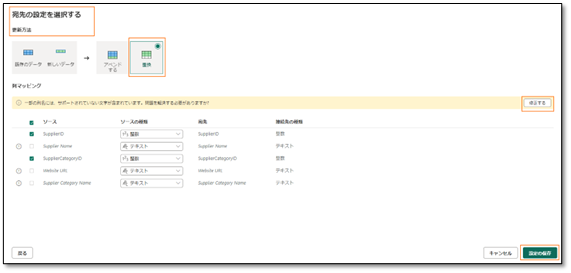 宛先の設定を選択する
更新方法
既存のデータ 新しいデータ
アペンド
する
置換
列マッピング
一部の列名には、サポートされていない文字が含まれています。問題を解決する必要がありますか?
修正する
ソース ソースの種類 宛先 接続先の種類
SupplierID 整数 SupplierID 整数
Supplier Name テキスト Supplier Name テキスト
SupplierCategoryID 整数 SupplierCategoryID 整数
Website URL テキスト Website URL テキスト
Supplier Category Name テキスト Supplier Category Name テキスト
戻る
キャンセル 設定の保存